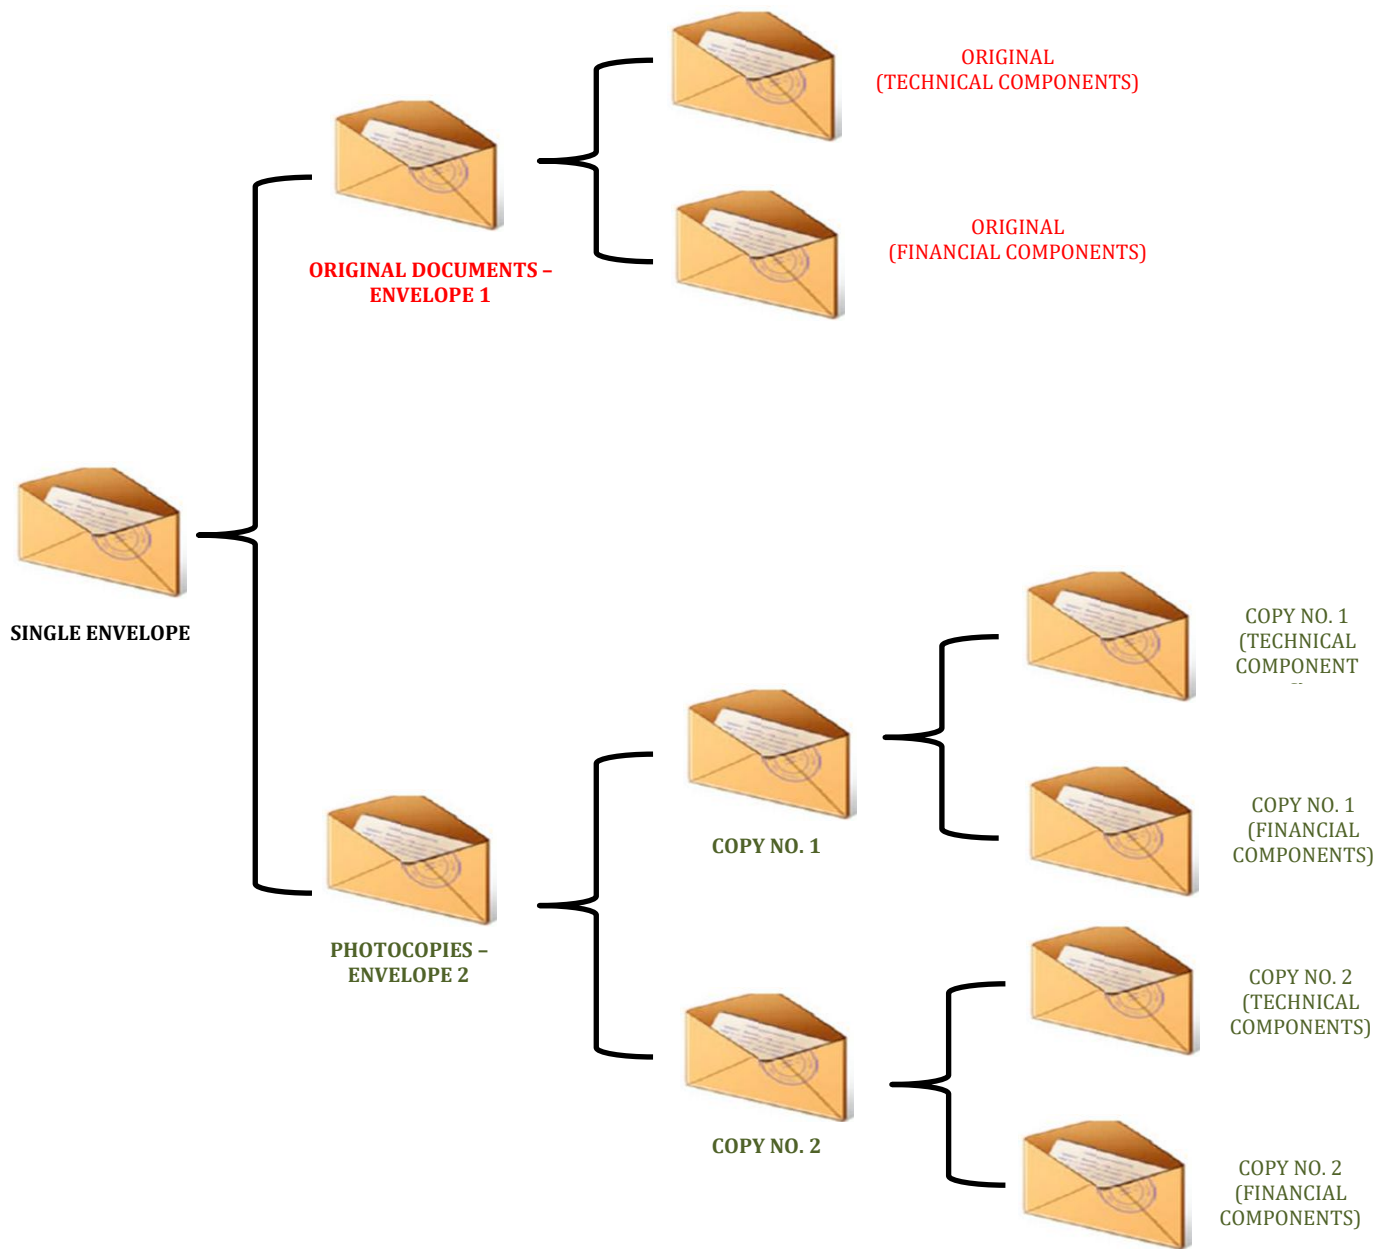 ORIGINAL
(TECHNICAL COMPONENTS)
ORIGINAL
(FINANCIAL COMPONENTS)
ORIGINAL DOCUMENTS –
ENVELOPE 1
SINGLE ENVELOPE
COPY NO. 1
(TECHNICAL
COMPONENT
COPY NO. 1
COPY NO. 1
(FINANCIAL
COMPONENTS)
PHOTOCOPIES –
ENVELOPE 2
COPY NO. 2
(TECHNICAL
COMPONENTS)
COPY NO. 2
COPY NO. 2
(FINANCIAL
COMPONENTS)